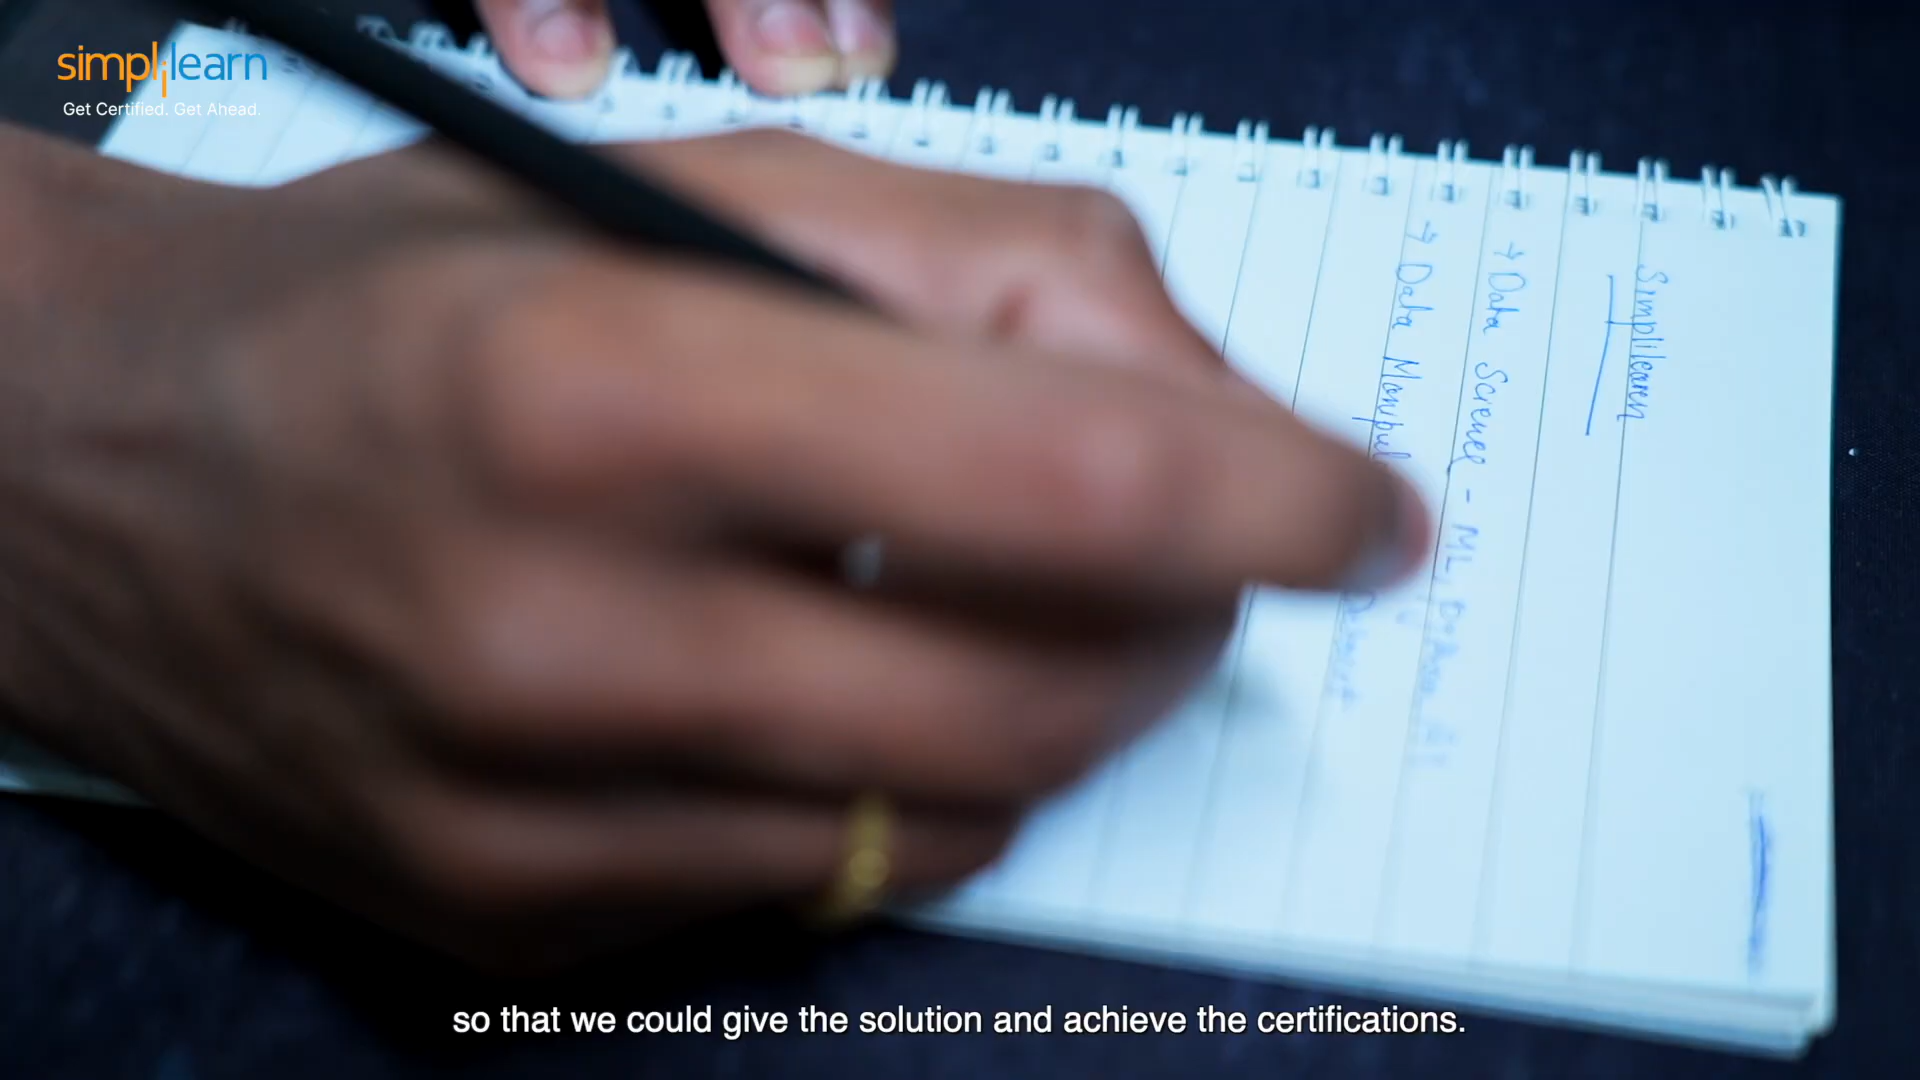 simplilearn
Get Certified. Get Ahead.
Simplilearn
→ Data Science - ML,
→ Data Manipul
so that we could give the solution and achieve the certifications.